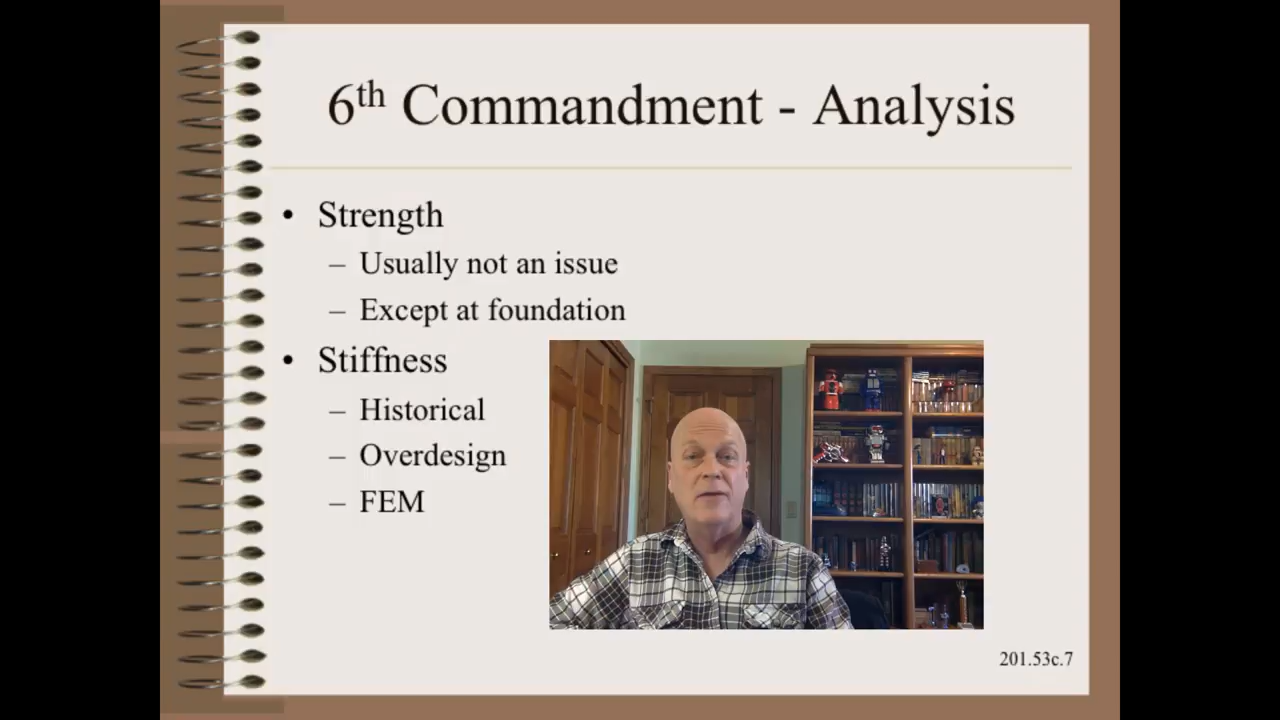 6th Commandment - Analysis
• Strength
– Usually not an issue
– Except at foundation
• Stiffness
– Historical
– Overdesign
– FEM
201.53c.7